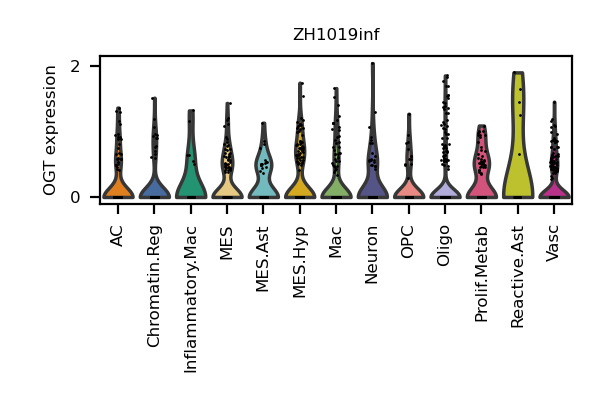 ZH1019inf
OGT expression
2
0
AC
Chromatin.Reg
Inflammatory.Mac
MES
MES.Ast
MES.Hyp
Mac
Neuron
OPC
Oligo
Prolif.Metab
Reactive.Ast
Vasc